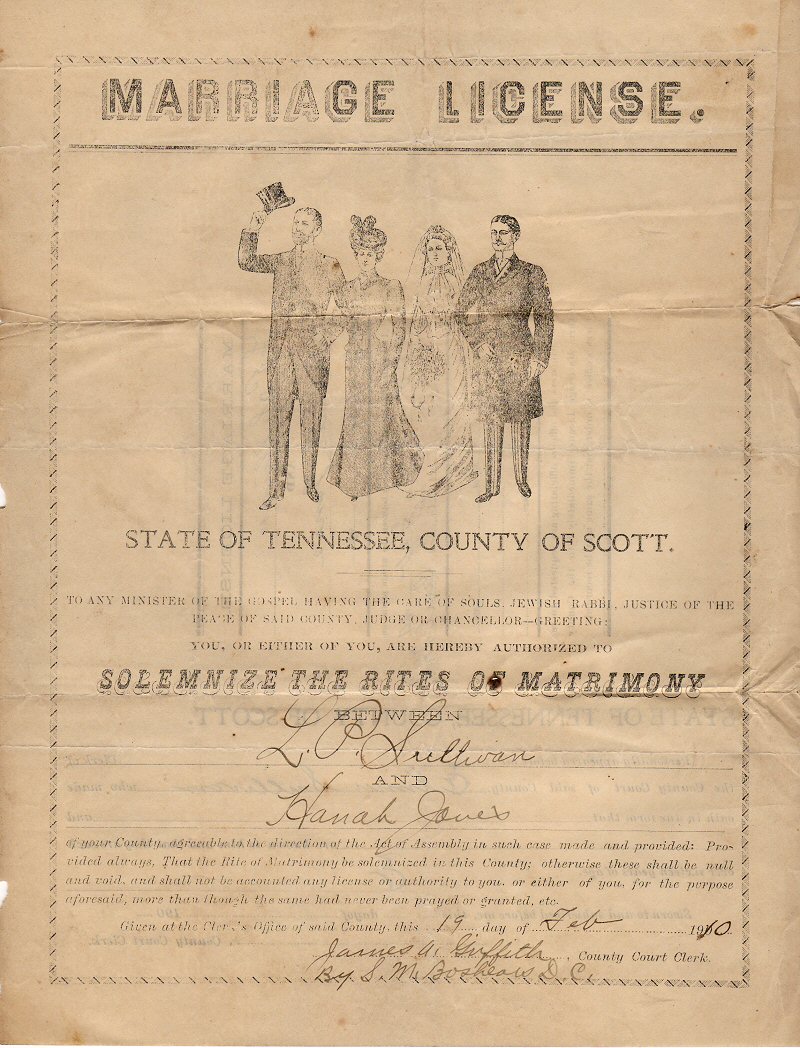 MARRIAGE LICENSE.
STATE OF TENNESSEE, COUNTY OF SCOTT.
TO ANY MINISTER OF THE GOSPEL HAVING THE CARE OF SOULS, JEWISH RABBI, JUSTICE OF THE
PEACE OF SAID COUNTY, JUDGE OR CHANCELLOR—GREETING:
YOU, OR EITHER OF YOU, ARE HEREBY AUTHORIZED TO
SOLEMNIZE THE RITES OF MATRIMONY
BETWEEN
L. P. Sullivan
AND
Hanah Jones
of your County, agreeable to the direction of the Act of Assembly in such case made and provided: Pro-
vided always, That the Rite of Matrimony be solemnized in this County; otherwise these shall be null
and void, and shall not be accounted any license or authority to you, or either of you, for the purpose
aforesaid, more than though the same had never been prayed or granted, etc.
Given at the Clerk's Office of said County, this 19 day of Feb 1910
James Griffith, County Court Clerk.
By S. M. Boshears D. C.